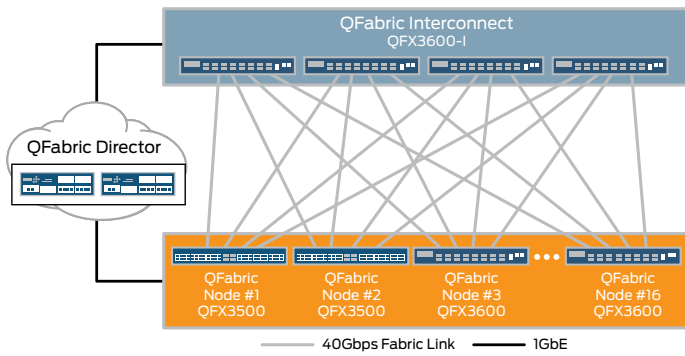 QFabric Interconnect
QFX3600-I
QFabric Director
QFabric
Node #1
QFX3500
QFabric
Node #2
QFX3500
QFabric
Node #3
QFX3600
QFabric
Node #16
QFX3600
40Gbps Fabric Link
1GbE